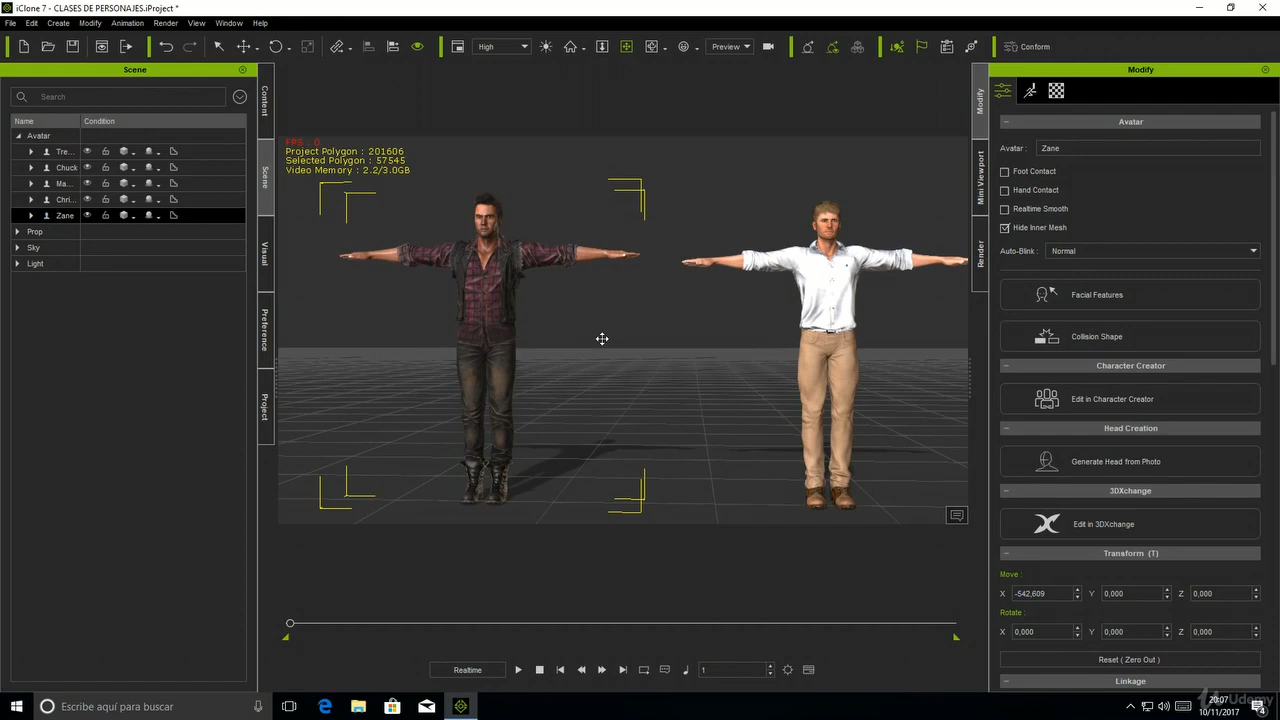 iClone 7 - CLASES DE PERSONAJES.iProject *
File Edit Create Modify Animation Render View Window Help
High Preview Conform
Scene
Search
Name Condition
Avatar
Tre...
Chuck
Ma...
Chri...
Zane
Prop
Sky
Light
Content
Scene
Visual
Preference
Project
FPS : 0
Project Polygon : 201606
Selected Polygon : 57545
Video Memory : 2.2/3.0GB
Modify
Mini Viewport
Render
Modify
Avatar
Avatar : Zane
Foot Contact
Hand Contact
Realtime Smooth
Hide Inner Mesh
Auto-Blink : Normal
Facial Features
Collision Shape
Character Creator
Edit in Character Creator
Head Creation
Generate Head from Photo
3DXchange
Edit in 3DXchange
Transform (T)
Move :
X -542,609 Y 0,000 Z 0,000
Rotate :
X 0,000 Y 0,000 Z 0,000
Reset ( Zero Out )
Linkage
Realtime 1
Escribe aquí para buscar
20:07
10/11/2017
4
Udemy